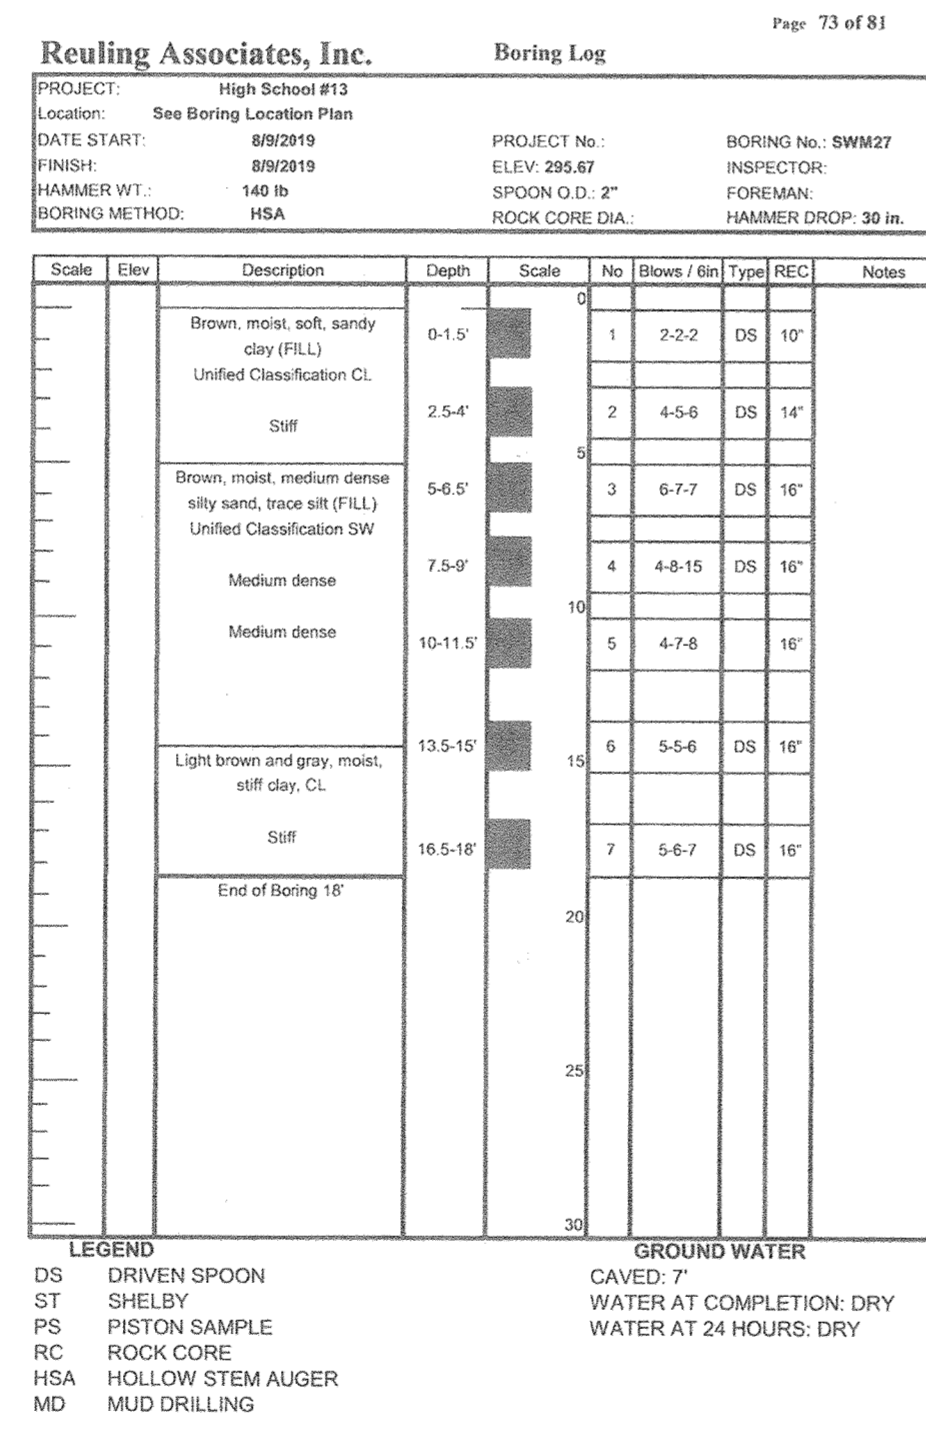 Page 73 of 81
Reuling Associates, Inc. Boring Log
PROJECT: High School #13
Location: See Boring Location Plan
DATE START: 8/9/2019 PROJECT No.: BORING No.: SWM27
FINISH: 8/9/2019 ELEV: 295.67 INSPECTOR:
HAMMER WT.: 140 lb SPOON O.D.: 2" FOREMAN:
BORING METHOD: HSA ROCK CORE DIA.: HAMMER DROP: 30 in.
Scale Elev Description Depth Scale No Blows / 6in Type REC Notes
0
Brown, moist, soft, sandy 0-1.5' 1 2-2-2 DS 10"
clay (FILL)
Unified Classification CL
2.5-4' 2 4-5-6 DS 14"
Stiff
5
Brown, moist, medium dense 5-6.5' 3 6-7-7 DS 16"
silty sand, trace silt (FILL)
Unified Classification SW
7.5-9' 4 4-8-15 DS 16"
Medium dense
10
Medium dense 10-11.5' 5 4-7-8 16"
13.5-15' 6 5-5-6 DS 16"
Light brown and gray, moist, 15
stiff clay, CL
Stiff 16.5-18' 7 5-6-7 DS 16"
End of Boring 18'
20
25
30
LEGEND GROUND WATER
DS DRIVEN SPOON CAVED: 7'
ST SHELBY WATER AT COMPLETION: DRY
PS PISTON SAMPLE WATER AT 24 HOURS: DRY
RC ROCK CORE
HSA HOLLOW STEM AUGER
MD MUD DRILLING